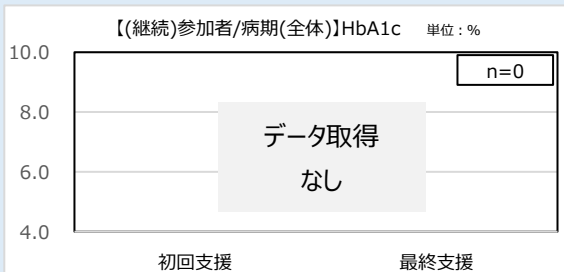 【(継続)参加者/病期(全体)】HbA1c 単位：%
10.0
n=0
8.0
データ取得
なし
6.0
4.0
初回支援 最終支援